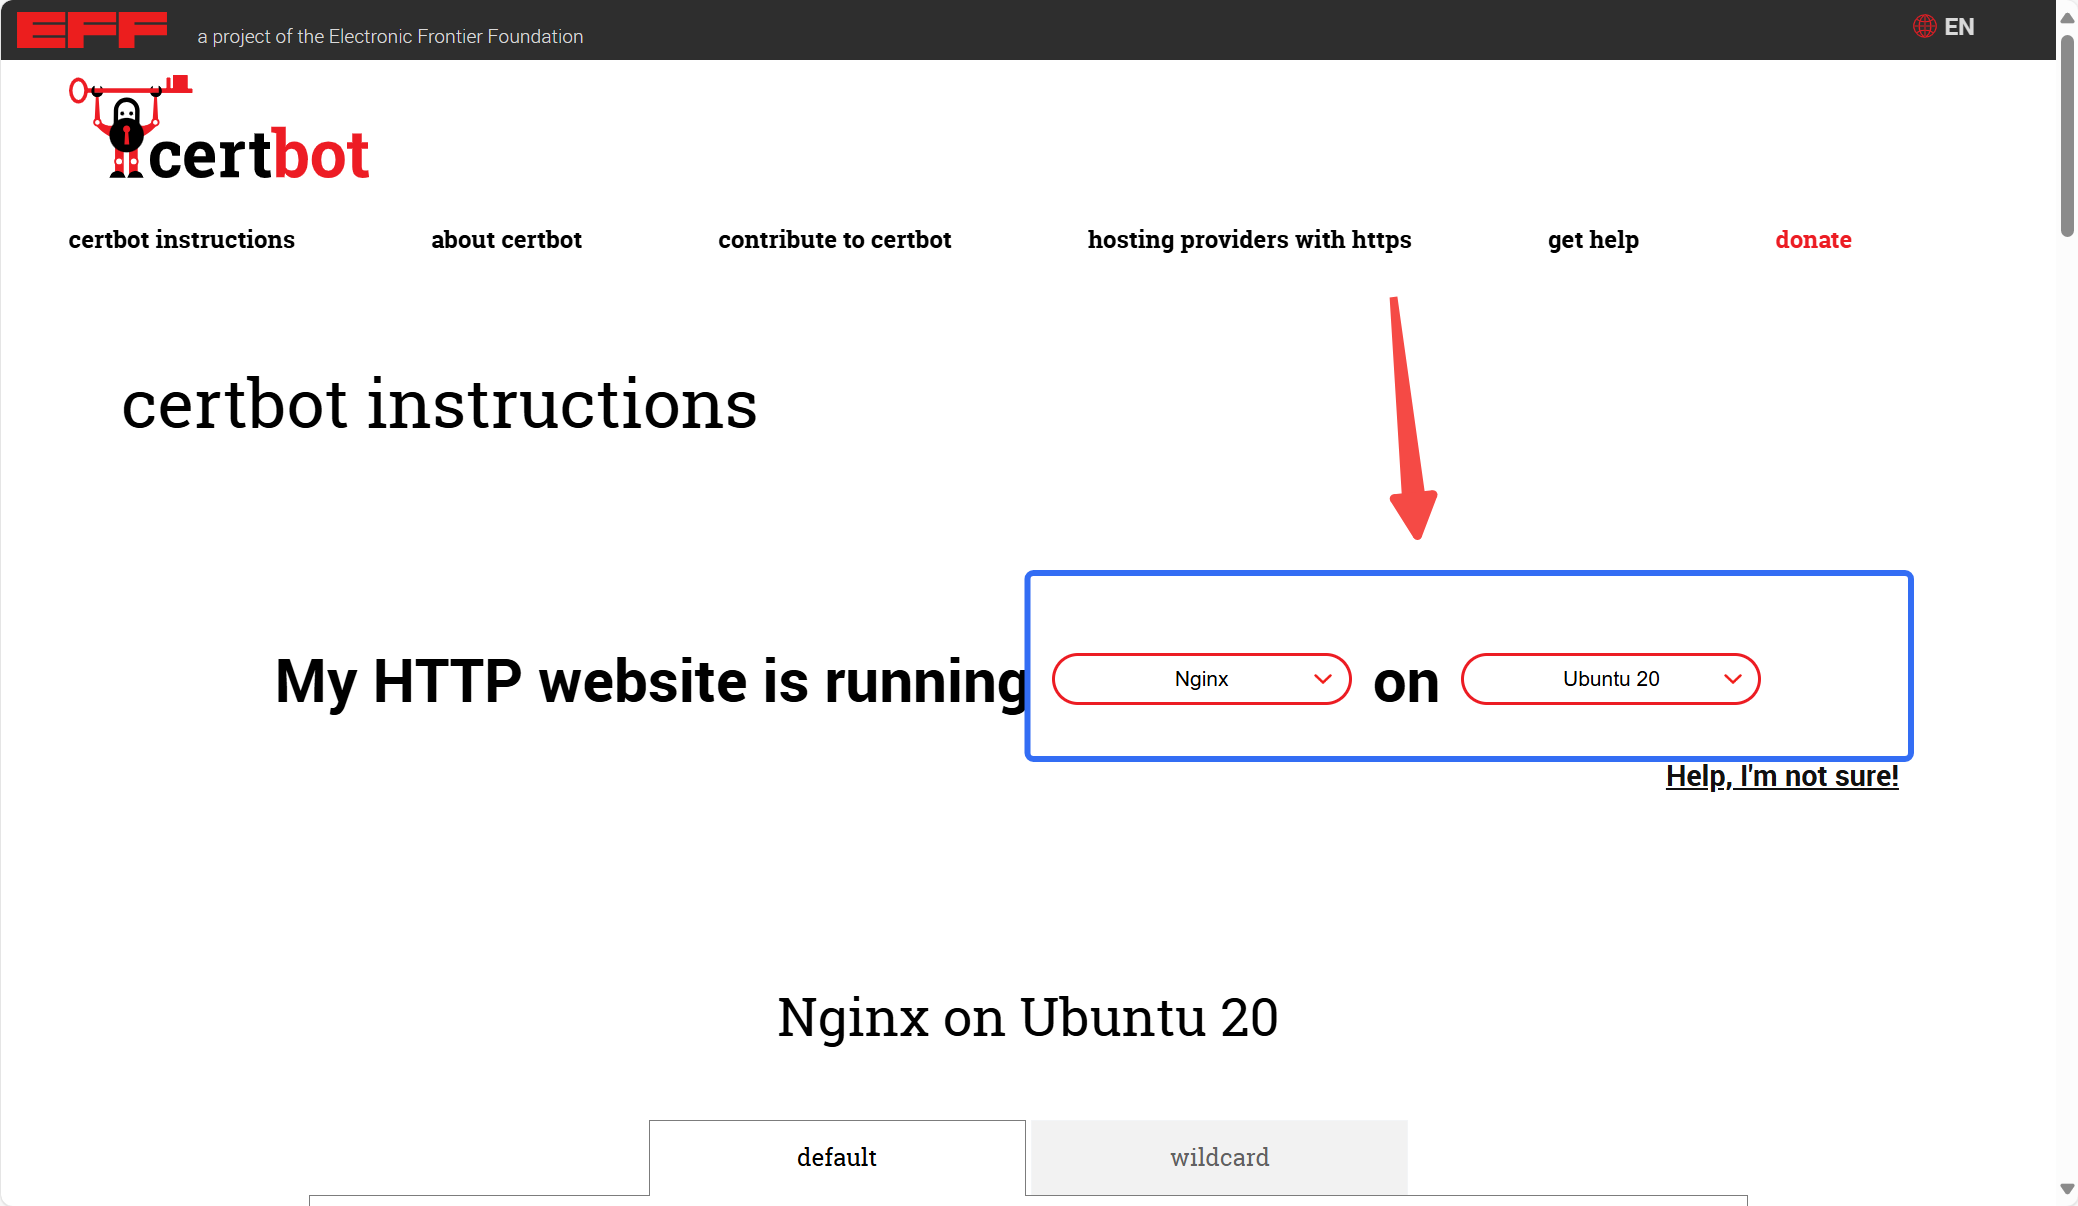 EFF a project of the Electronic Frontier Foundation EN
certbot
certbot instructions about certbot contribute to certbot hosting providers with https get help donate
certbot instructions
My HTTP website is running Nginx on Ubuntu 20
Help, I'm not sure!
Nginx on Ubuntu 20
default wildcard